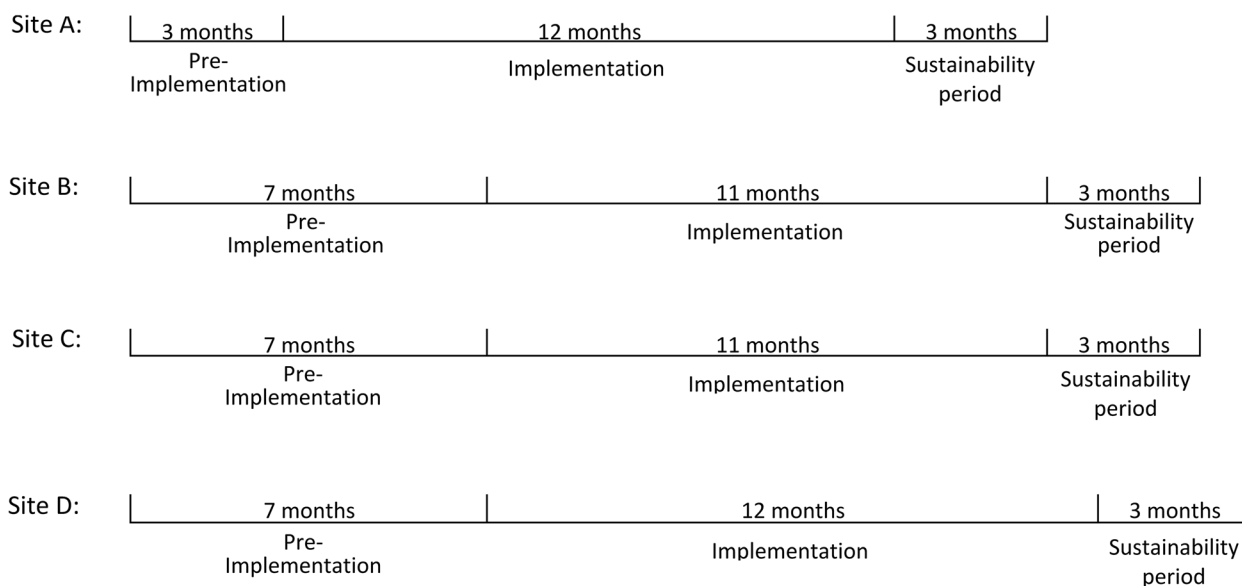 Site A:
3 months
12 months
3 months
Pre-
Implementation
Implementation
Sustainability
period
Site B:
7 months
11 months
3 months
Pre-
Implementation
Implementation
Sustainability
period
Site C:
7 months
11 months
3 months
Pre-
Implementation
Implementation
Sustainability
period
Site D:
7 months
12 months
3 months
Pre-
Implementation
Implementation
Sustainability
period